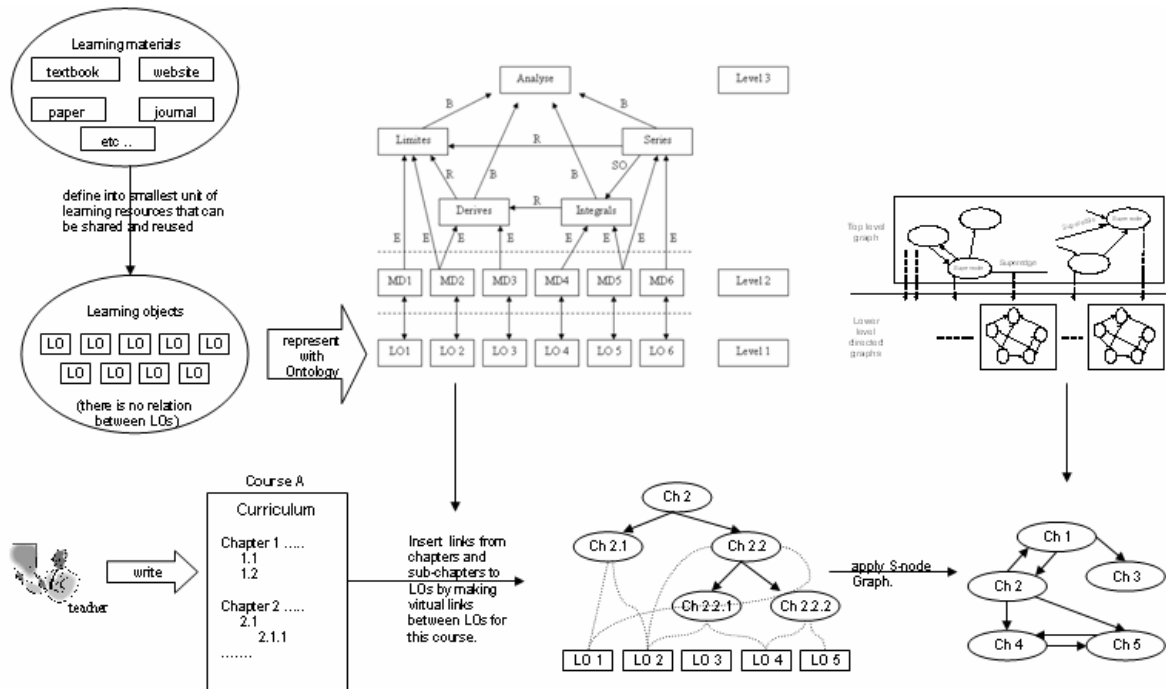 Learning materials
textbook
website
paper
journal
etc ..
define into smallest unit of
learning resources that can
be shared and reused
Learning objects
LO LO LO LO LO
LO LO LO LO
(there is no relation
between LOs)
represent
with
Ontology
Analyse
Level 3
B
B
Limites
R
Series
R
B
B
SO
Derives
R
Integrals
E E E E E E E E
MD1 MD2 MD3 MD4 MD5 MD6
Level 2
LO1 LO 2 LO 3 LO 4 LO 5 LO 6
Level 1
Top level
graph
Supernode
Superedge
Superedge
Supernode
Lower
level
directed
graphs
teacher
write
Course A
Curriculum
Chapter 1 .....
1.1
1.2
Chapter 2 .....
2.1
2.1.1
.......
Insert links from
chapters and
sub-chapters to
LOs by making
virtual links
between LOs for
this course.
Ch 2
Ch 2.1
Ch 2.2
Ch 2.2.1
Ch 2.2.2
LO 1 LO 2 LO 3 LO 4 LO 5
apply S-node
Graph.
Ch 1
Ch 2
Ch 3
Ch 4
Ch 5